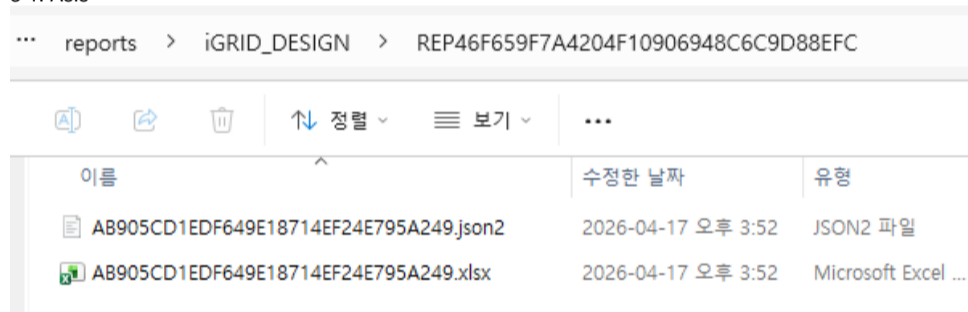 ··· reports > iGRID_DESIGN > REP46F659F7A4204F10906948C6C9D88EFC
정렬 보기 ···
이름 수정한 날짜 유형
AB905CD1EDF649E18714EF24E795A249.json2 2026-04-17 오후 3:52 JSON2 파일
AB905CD1EDF649E18714EF24E795A249.xlsx 2026-04-17 오후 3:52 Microsoft Excel ...